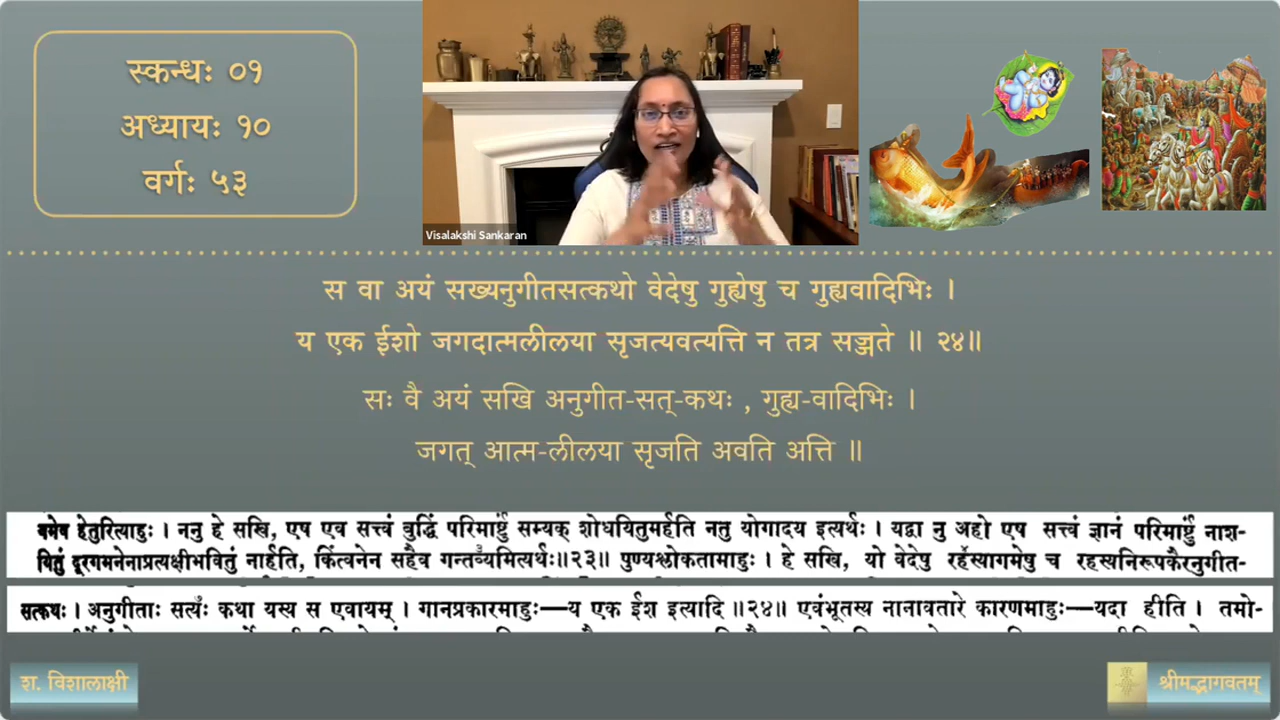 स्कन्धः ०१
अध्यायः १०
वर्गः ५३
Visalakshi Sankaran
स वा अयं सख्यनुगीतसत्कथो वेदेषु गुह्येषु च गुह्यवादिभिः ।
य एक ईशो जगदात्मलीलया सृजत्यवत्यत्ति न तत्र सज्जते ॥ २४॥
सः वै अयं सखि अनुगीत-सत्-कथः , गुह्य-वादिभिः ।
जगत् आत्म-लीलया सृजति अवति अत्ति ॥
हेतुरित्याहुः । ननु हे सखि, एष एव सत्त्वं बुद्धिं परिमार्ष्टुं सम्यक् शोधयितुमर्हति नतु योगादय इत्यर्थः । यद्वा नु अहो एष सत्त्वं ज्ञानं परिमार्ष्टुं नाश-
यितुं दूरगमनेनाप्रत्यक्षीभवितुं नार्हति, किंत्वनेन सहैव गन्तव्यमित्यर्थः॥२३॥ पुण्यश्लोकतामाहुः । हे सखि, यो वेदेषु रहस्यागमेषु च रहस्यनिरूपकैरनुगीत-
सत्कथः । अनुगीताः सत्यः कथा यस्य स एवायम् । गानप्रकारमाहुः—य एक ईश इत्यादि ॥२४॥ एवंभूतस्य नानावतारे कारणमाहुः—यदा हीति । तमो-
श. विशालाक्षी
श्रीमद्भागवतम्